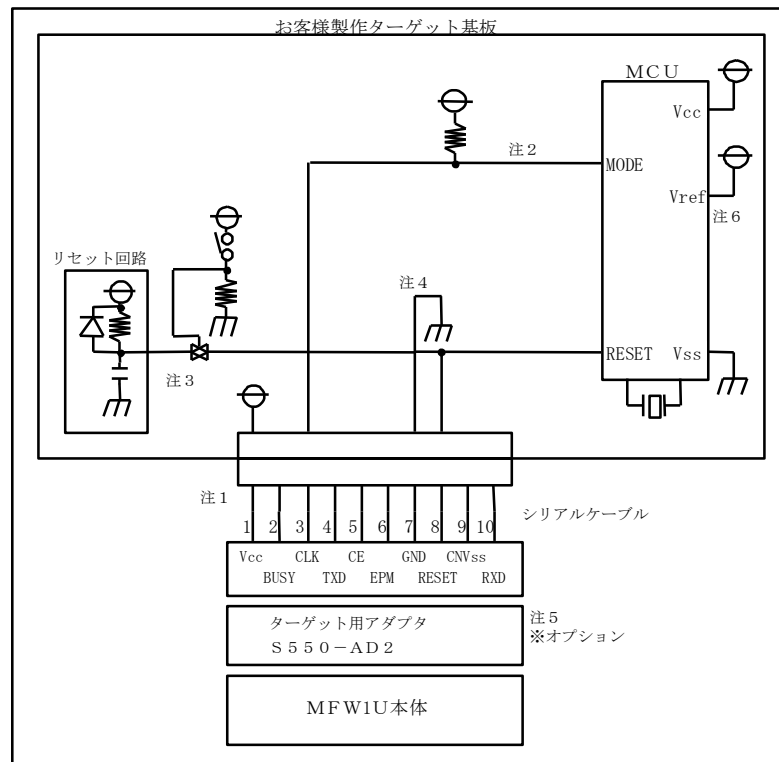 お客様製作ターゲット基板
MCU
Vcc
注2
MODE
Vref
注6
リセット回路
注4
RESET Vss
注3
注1
シリアルケーブル
1 2 3 4 5 6 7 8 9 10
Vcc CLK CE GND CNVss
BUSY TXD EPM RESET RXD
ターゲット用アダプタ
S550-AD2
注5
※オプション
MFW1U本体